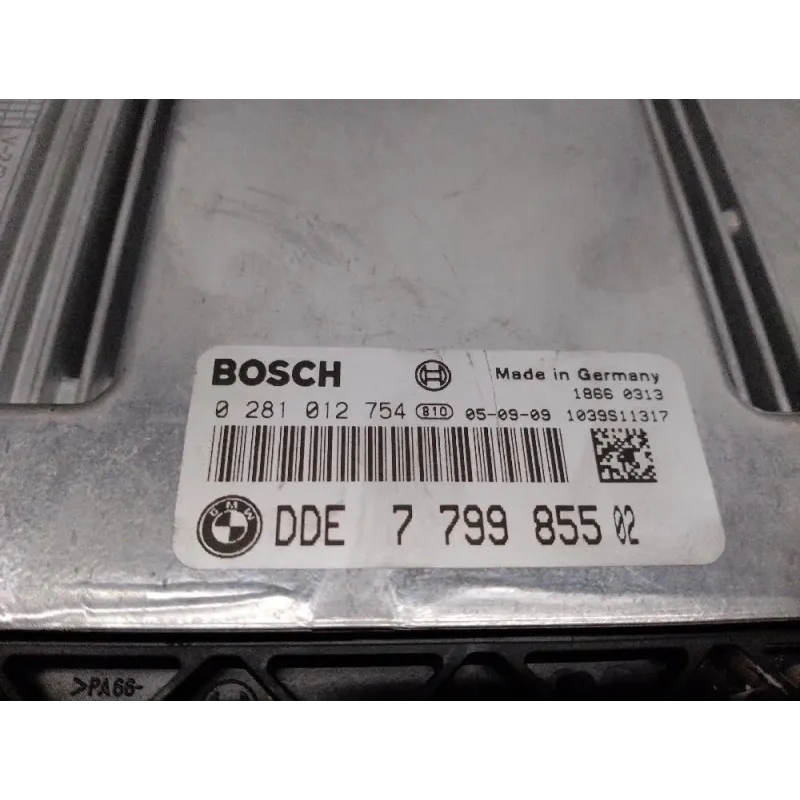 BOSCH Made in Germany
1866 0313
0 281 012 754 810 05-09-09 1039S11317
BMW DDE 7 799 855 02
>PA66-